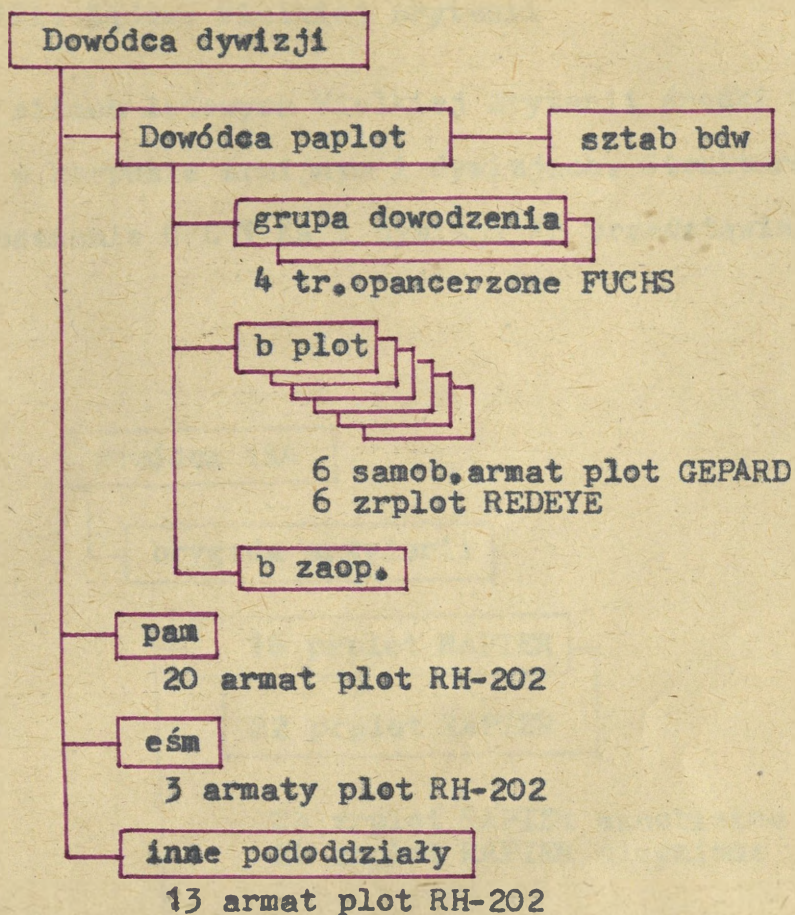 Dowódca dywizji
Dowódca paplot
sztab bdw
grupa dowodzenia
4 tr.opancerzone FUCHS
b plot
6 samob.armat plot GEPARD
6 zrplot REDEYE
b zaop.
pam
20 armat plot RH-202
eśm
3 armaty plot RH-202
inne pododdziały
13 armat plot RH-202